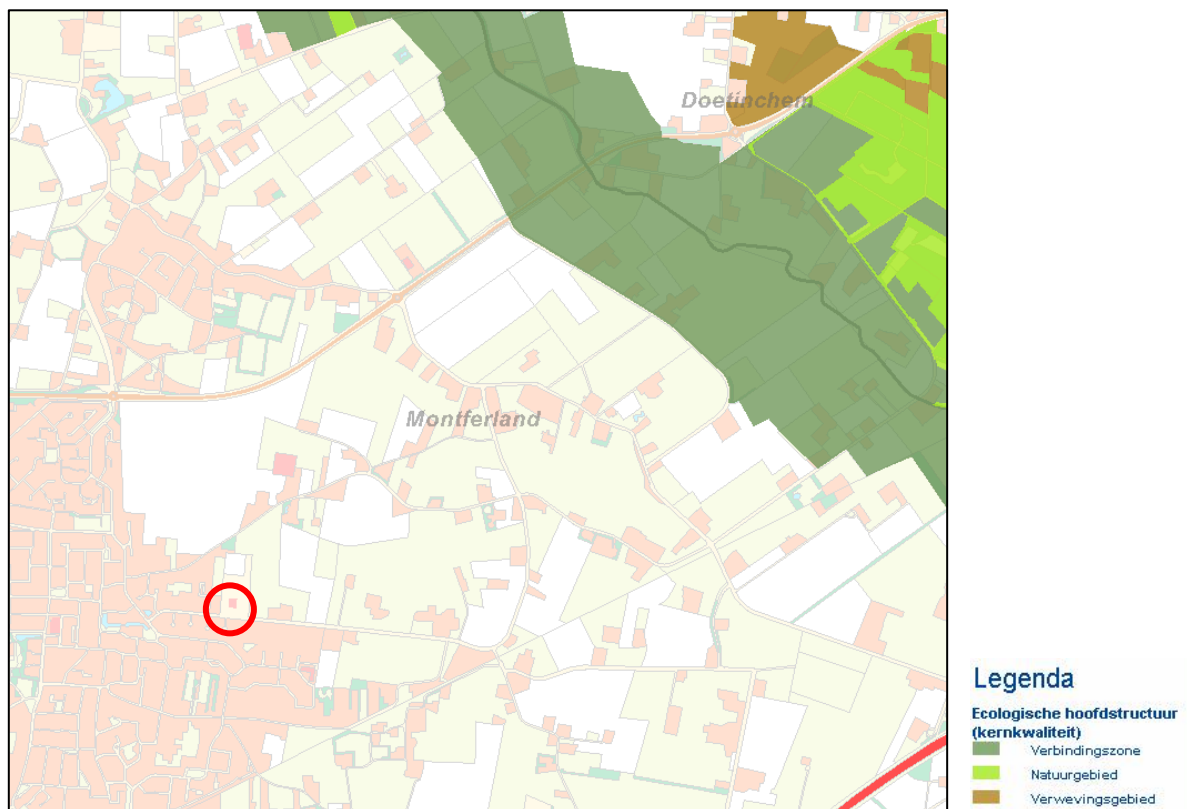 Doetinchem
Montferland
Legenda
Ecologische hoofdstructuur
(kernkwaliteit)
Verbindingszone
Natuurgebied
Verwevingsgebied